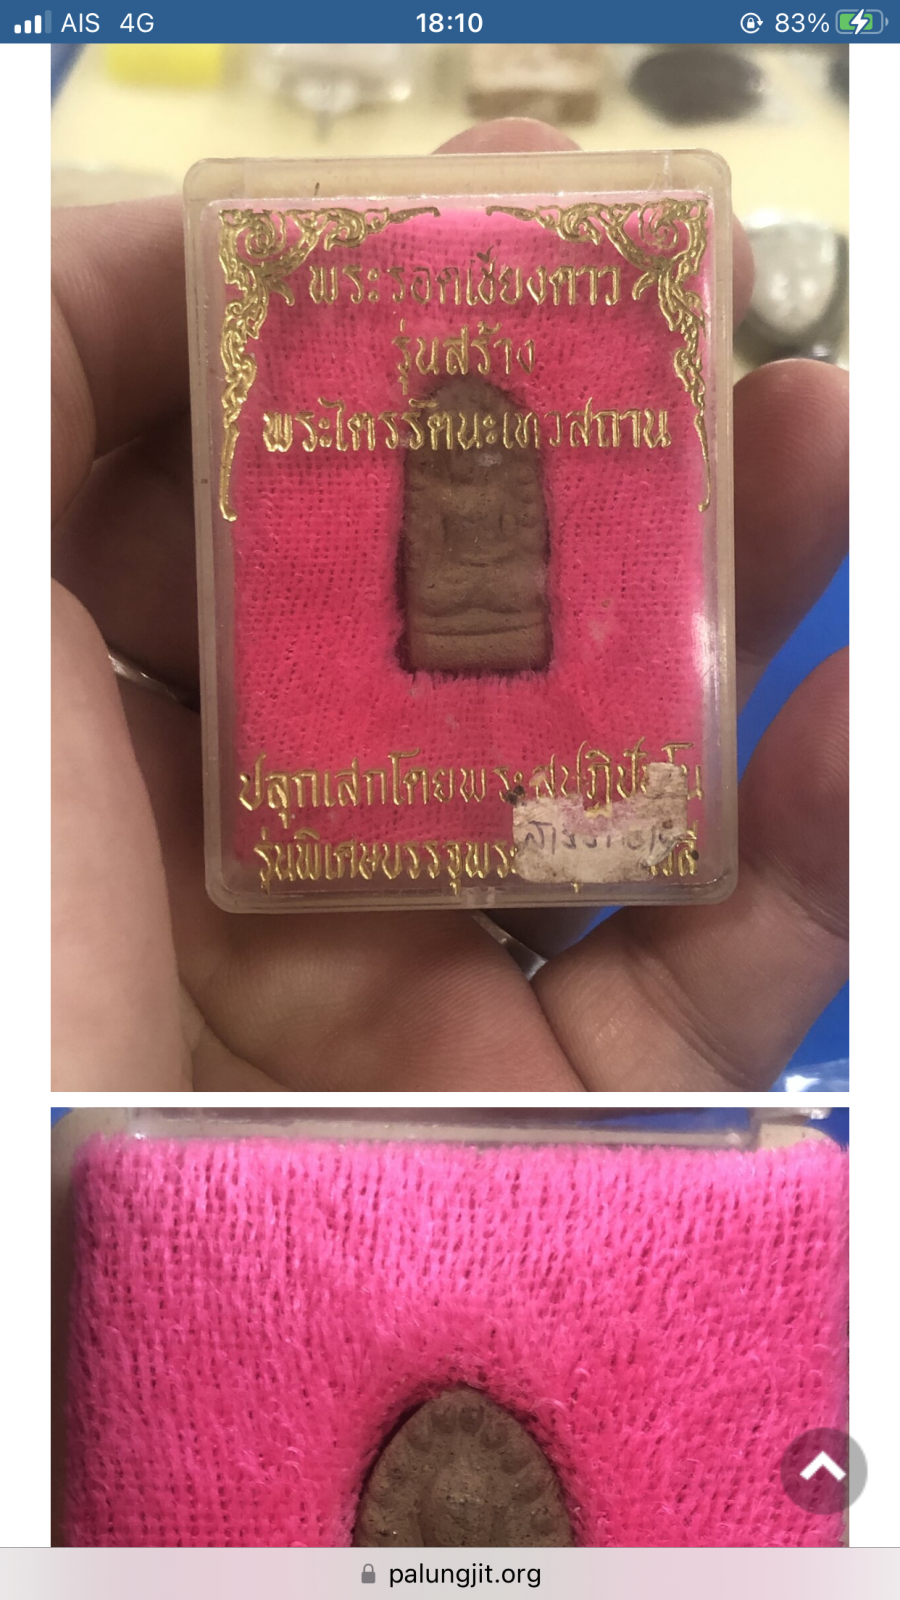 AIS 4G 18:10 83%
พระรอดเชียงดาว
รุ่นสร้าง
พระไตรรัตนะเทวสถาน
ปลุกเสกโดยพระสุปฏิปันโน
รุ่นพิเศษบรรจุพระ
palungjit.org